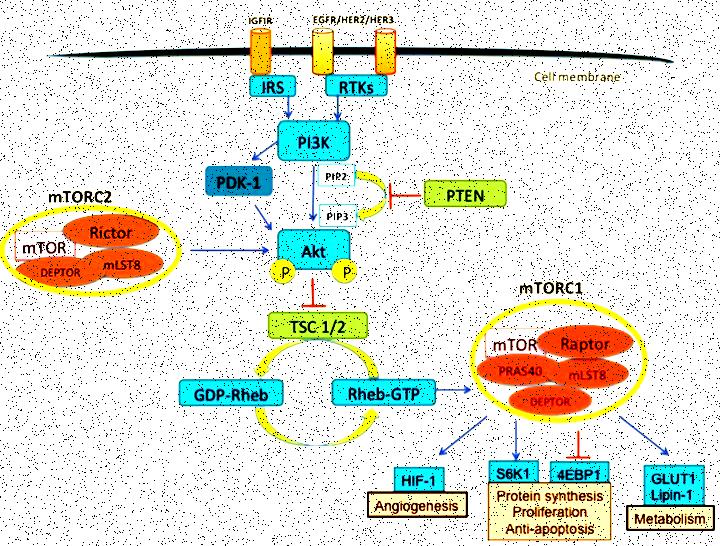 IGFIR
EGFR/HER2/HER3
Cell membrane
IRS
RTKs
PI3K
PDK-1
PIP2
PTEN
PIP3
mTORC2
Rictor
mTOR
mLST8
DEPTOR
Akt
P
P
TSC 1/2
mTORC1
mTOR
Raptor
PRAS40
mLST8
DEPTOR
GDP-Rheb
Rheb-GTP
HIF-1
Angiogehesis
S6K1
4EBP1
Protein synthesis
Proliferation
Anti-apoptosis
GLUT1
Lipin-1
Metabolism